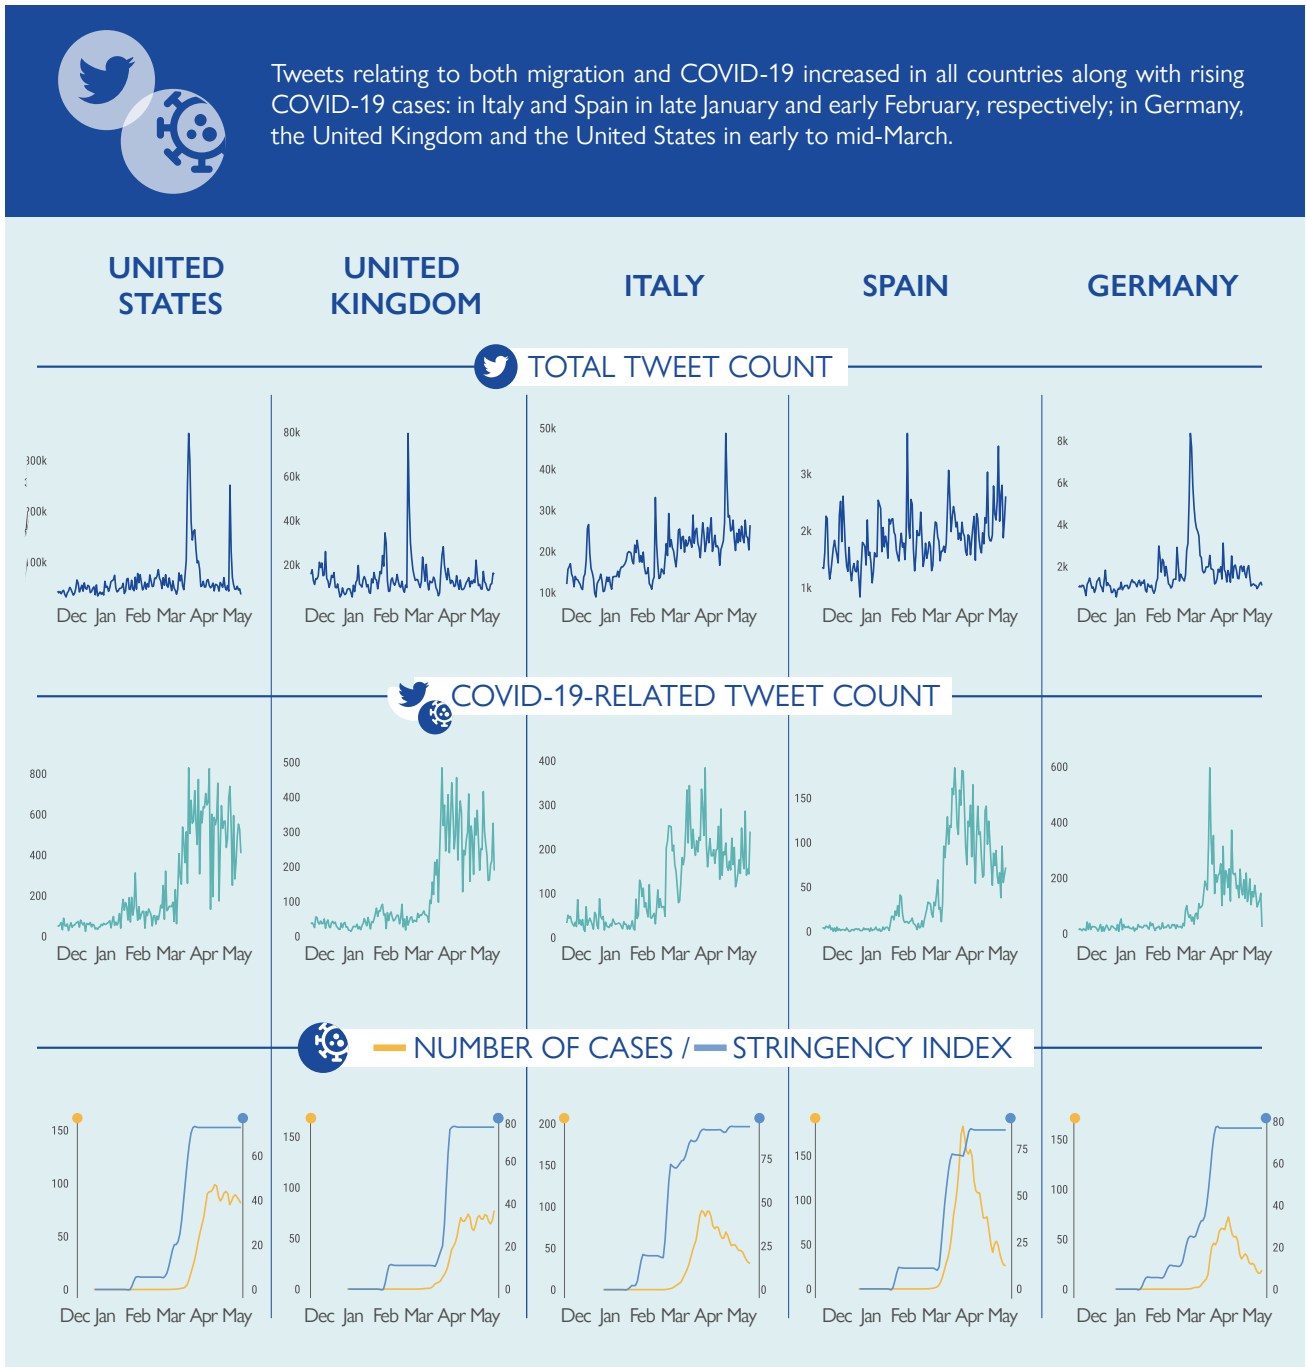 Tweets relating to both migration and COVID-19 increased in all countries along with rising
COVID-19 cases: in Italy and Spain in late January and early February, respectively; in Germany,
the United Kingdom and the United States in early to mid-March.
UNITED
STATES
UNITED
KINGDOM
ITALY
SPAIN
GERMANY
TOTAL TWEET COUNT
00k
Dec Jan Feb Mar Apr May
80k
60k
40k
20k
Dec Jan Feb Mar Apr May
50k
40k
30k
20k
10k
Dec Jan Feb Mar Apr May
3k
2k
1k
Dec Jan Feb Mar Apr May
8k
6k
4k
2k
Dec Jan Feb Mar Apr May
COVID-19-RELATED TWEET COUNT
800
600
400
200
0
Dec Jan Feb Mar Apr May
500
400
300
200
100
0
Dec Jan Feb Mar Apr May
400
300
200
100
0
Dec Jan Feb Mar Apr May
150
100
50
0
Dec Jan Feb Mar Apr May
600
400
200
0
Dec Jan Feb Mar Apr May
NUMBER OF CASES / STRINGENCY INDEX
150
100
50
0
60
40
20
0
Dec Jan Feb Mar Apr May
150
100
50
0
80
60
40
20
0
Dec Jan Feb Mar Apr May
200
150
100
50
0
75
50
25
0
Dec Jan Feb Mar Apr May
150
100
50
0
75
50
25
0
Dec Jan Feb Mar Apr May
150
100
50
0
80
60
40
20
0
Dec Jan Feb Mar Apr May